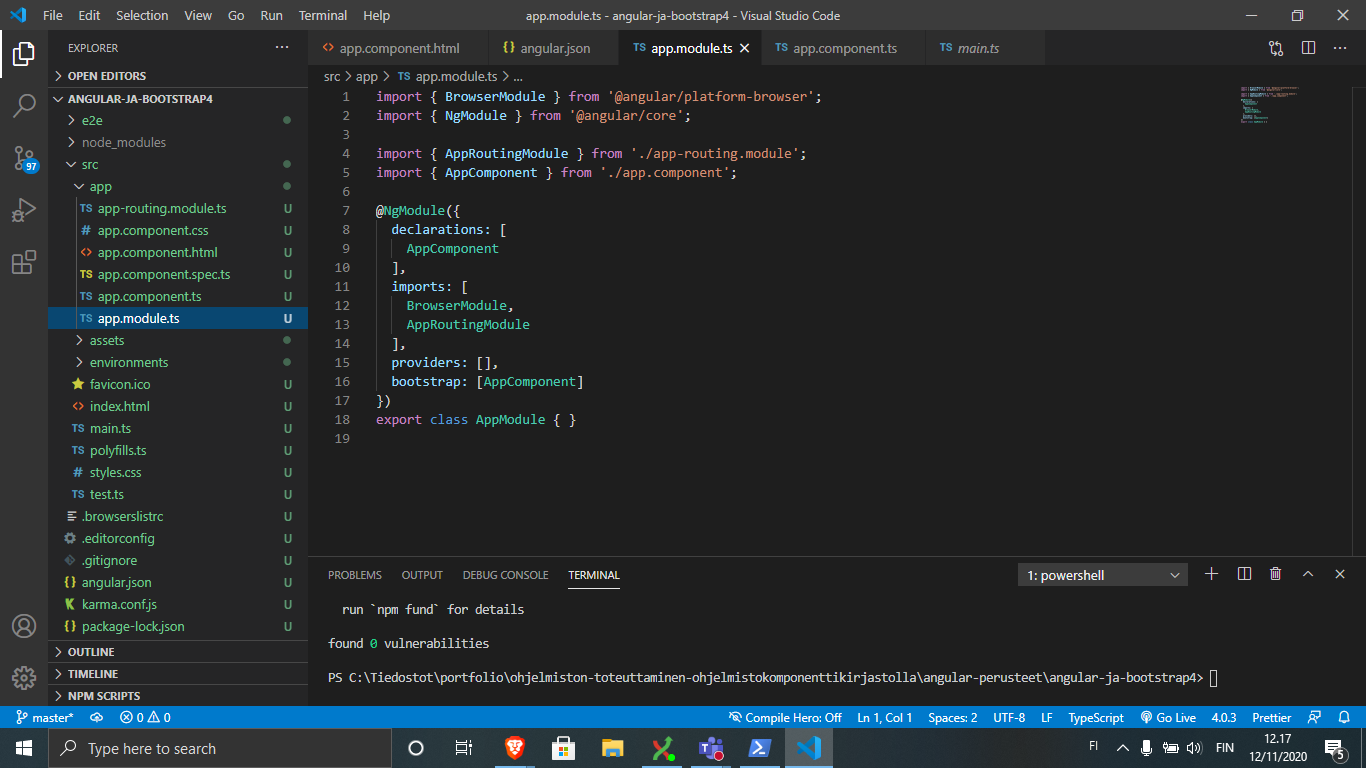 File Edit Selection View Go Run Terminal Help
app.module.ts - angular-ja-bootstrap4 - Visual Studio Code
EXPLORER
OPEN EDITORS
ANGULAR-JA-BOOTSTRAP4
e2e
node_modules
src
app
TS app-routing.module.ts U
# app.component.css U
<> app.component.html U
TS app.component.spec.ts U
TS app.component.ts U
TS app.module.ts U
assets
environments
favicon.ico U
<> index.html U
TS main.ts U
TS polyfills.ts U
# styles.css U
TS test.ts U
.browserslistrc U
.editorconfig U
.gitignore U
{} angular.json U
K karma.conf.js U
{} package-lock.json U
OUTLINE
TIMELINE
NPM SCRIPTS
97
<> app.component.html
{} angular.json
TS app.module.ts
TS app.component.ts
TS main.ts
src > app > TS app.module.ts > ...
1 import { BrowserModule } from '@angular/platform-browser';
2 import { NgModule } from '@angular/core';
3
4 import { AppRoutingModule } from './app-routing.module';
5 import { AppComponent } from './app.component';
6
7 @NgModule({
8 declarations: [
9 AppComponent
10 ],
11 imports: [
12 BrowserModule,
13 AppRoutingModule
14 ],
15 providers: [],
16 bootstrap: [AppComponent]
17 })
18 export class AppModule { }
19
PROBLEMS OUTPUT DEBUG CONSOLE TERMINAL
1: powershell
run `npm fund` for details
found 0 vulnerabilities
PS C:\Tiedostot\portfolio\ohjelmiston-toteuttaminen-ohjelmistokomponenttikirjastolla\angular-perusteet\angular-ja-bootstrap4>
master* 0 0
Compile Hero: Off Ln 1, Col 1 Spaces: 2 UTF-8 LF TypeScript Go Live 4.0.3 Prettier
Type here to search
FI
FIN
12.17
12/11/2020
5